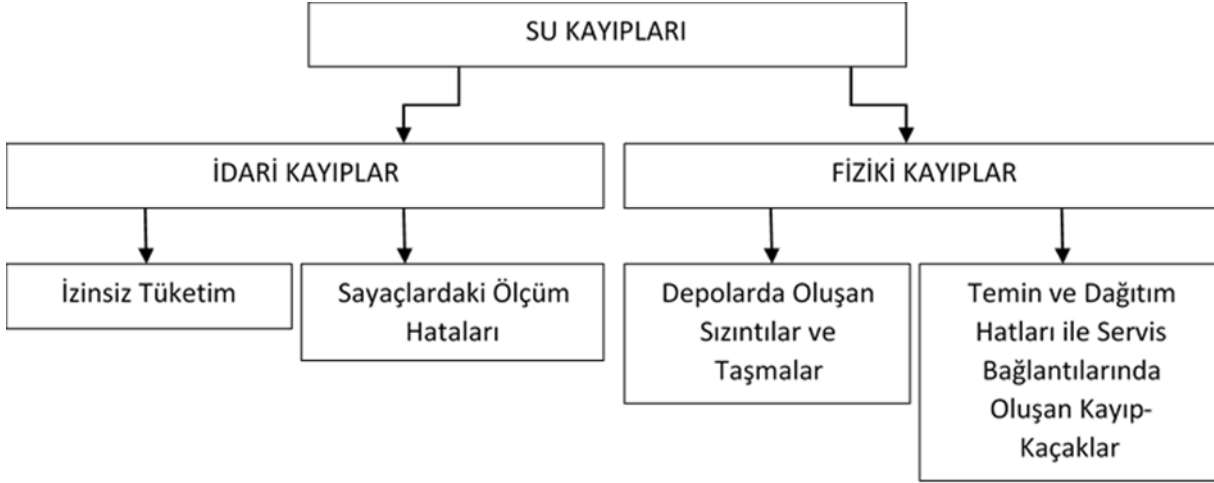 SU KAYIPLARI
İDARİ KAYIPLAR
FİZİKİ KAYIPLAR
İzinsiz Tüketim
Sayaçlardaki Ölçüm
Hataları
Depolarda Oluşan
Sızıntılar ve
Taşmalar
Temin ve Dağıtım
Hatları ile Servis
Bağlantılarında
Oluşan Kayıp-
Kaçaklar